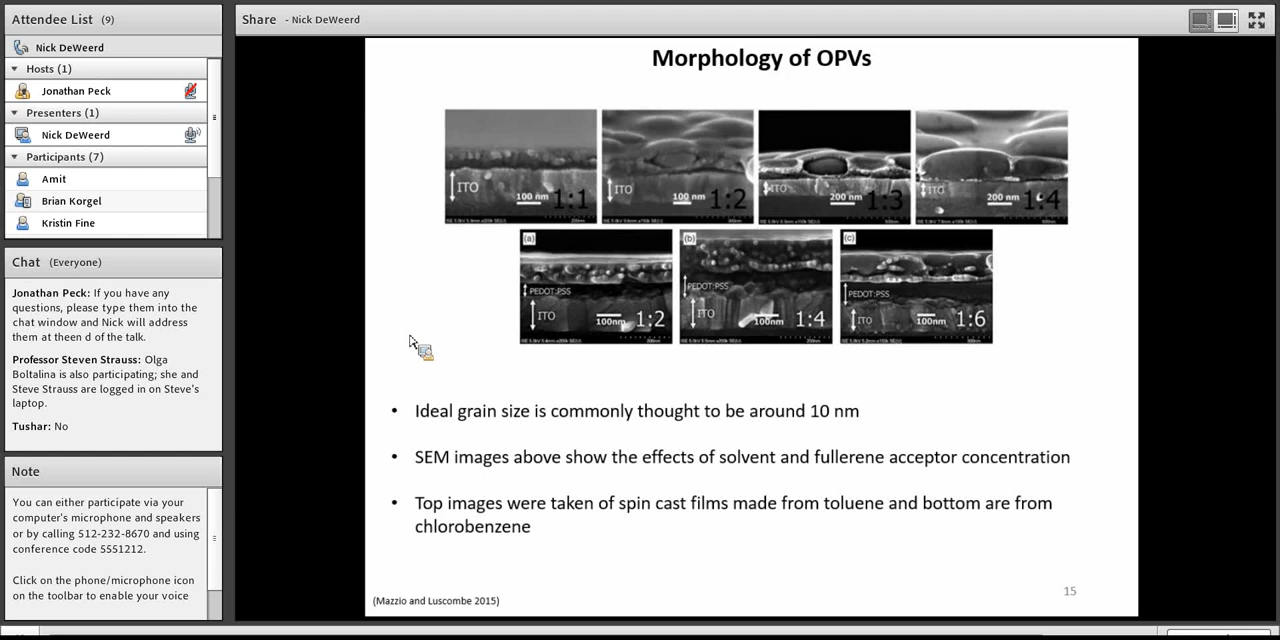 Attendee List (9)
Nick DeWeerd
Hosts (1)
Jonathan Peck
Presenters (1)
Nick DeWeerd
Participants (7)
Amit
Brian Korgel
Kristin Fine
Chat (Everyone)
Jonathan Peck: If you have any
questions, please type them into the
chat window and Nick will address
them at theen d of the talk.
Professor Steven Strauss: Olga
Boltalina is also participating; she and
Steve Strauss are logged in on Steve's
laptop.
Tushar: No
Note
You can either participate via your
computer's microphone and speakers
or by calling 512-232-8670 and using
conference code 5551212.
Click on the phone/microphone icon
on the toolbar to enable your voice
Share - Nick DeWeerd
Morphology of OPVs
ITO 100 nm 1:1
ITO 100 nm 1:2
ITO 200 nm 1:3
ITO 200 nm 1:4
(a) PEDOT:PSS ITO 100nm 1:2
(b) PEDOT:PSS ITO 100nm 1:4
(c) PEDOT:PSS ITO 100nm 1:6
• Ideal grain size is commonly thought to be around 10 nm
• SEM images above show the effects of solvent and fullerene acceptor concentration
• Top images were taken of spin cast films made from toluene and bottom are from
chlorobenzene
15
(Mazzio and Luscombe 2015)